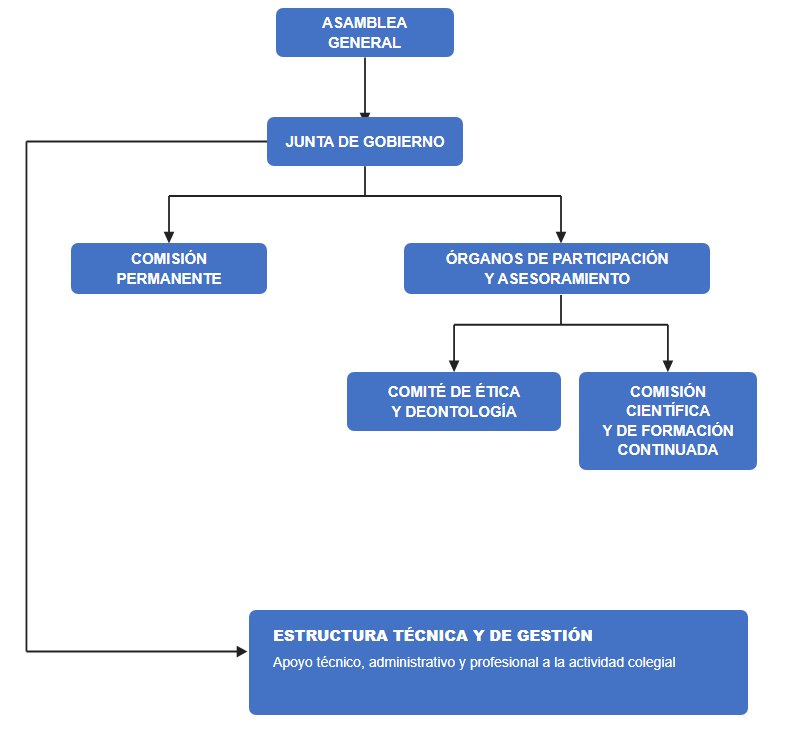 ASAMBLEA
GENERAL
JUNTA DE GOBIERNO
COMISIÓN
PERMANENTE
ÓRGANOS DE PARTICIPACIÓN
Y ASESORAMIENTO
COMITÉ DE ÉTICA
Y DEONTOLOGÍA
COMISIÓN
CIENTÍFICA
Y DE FORMACIÓN
CONTINUADA
ESTRUCTURA TÉCNICA Y DE GESTIÓN
Apoyo técnico, administrativo y profesional a la actividad colegial